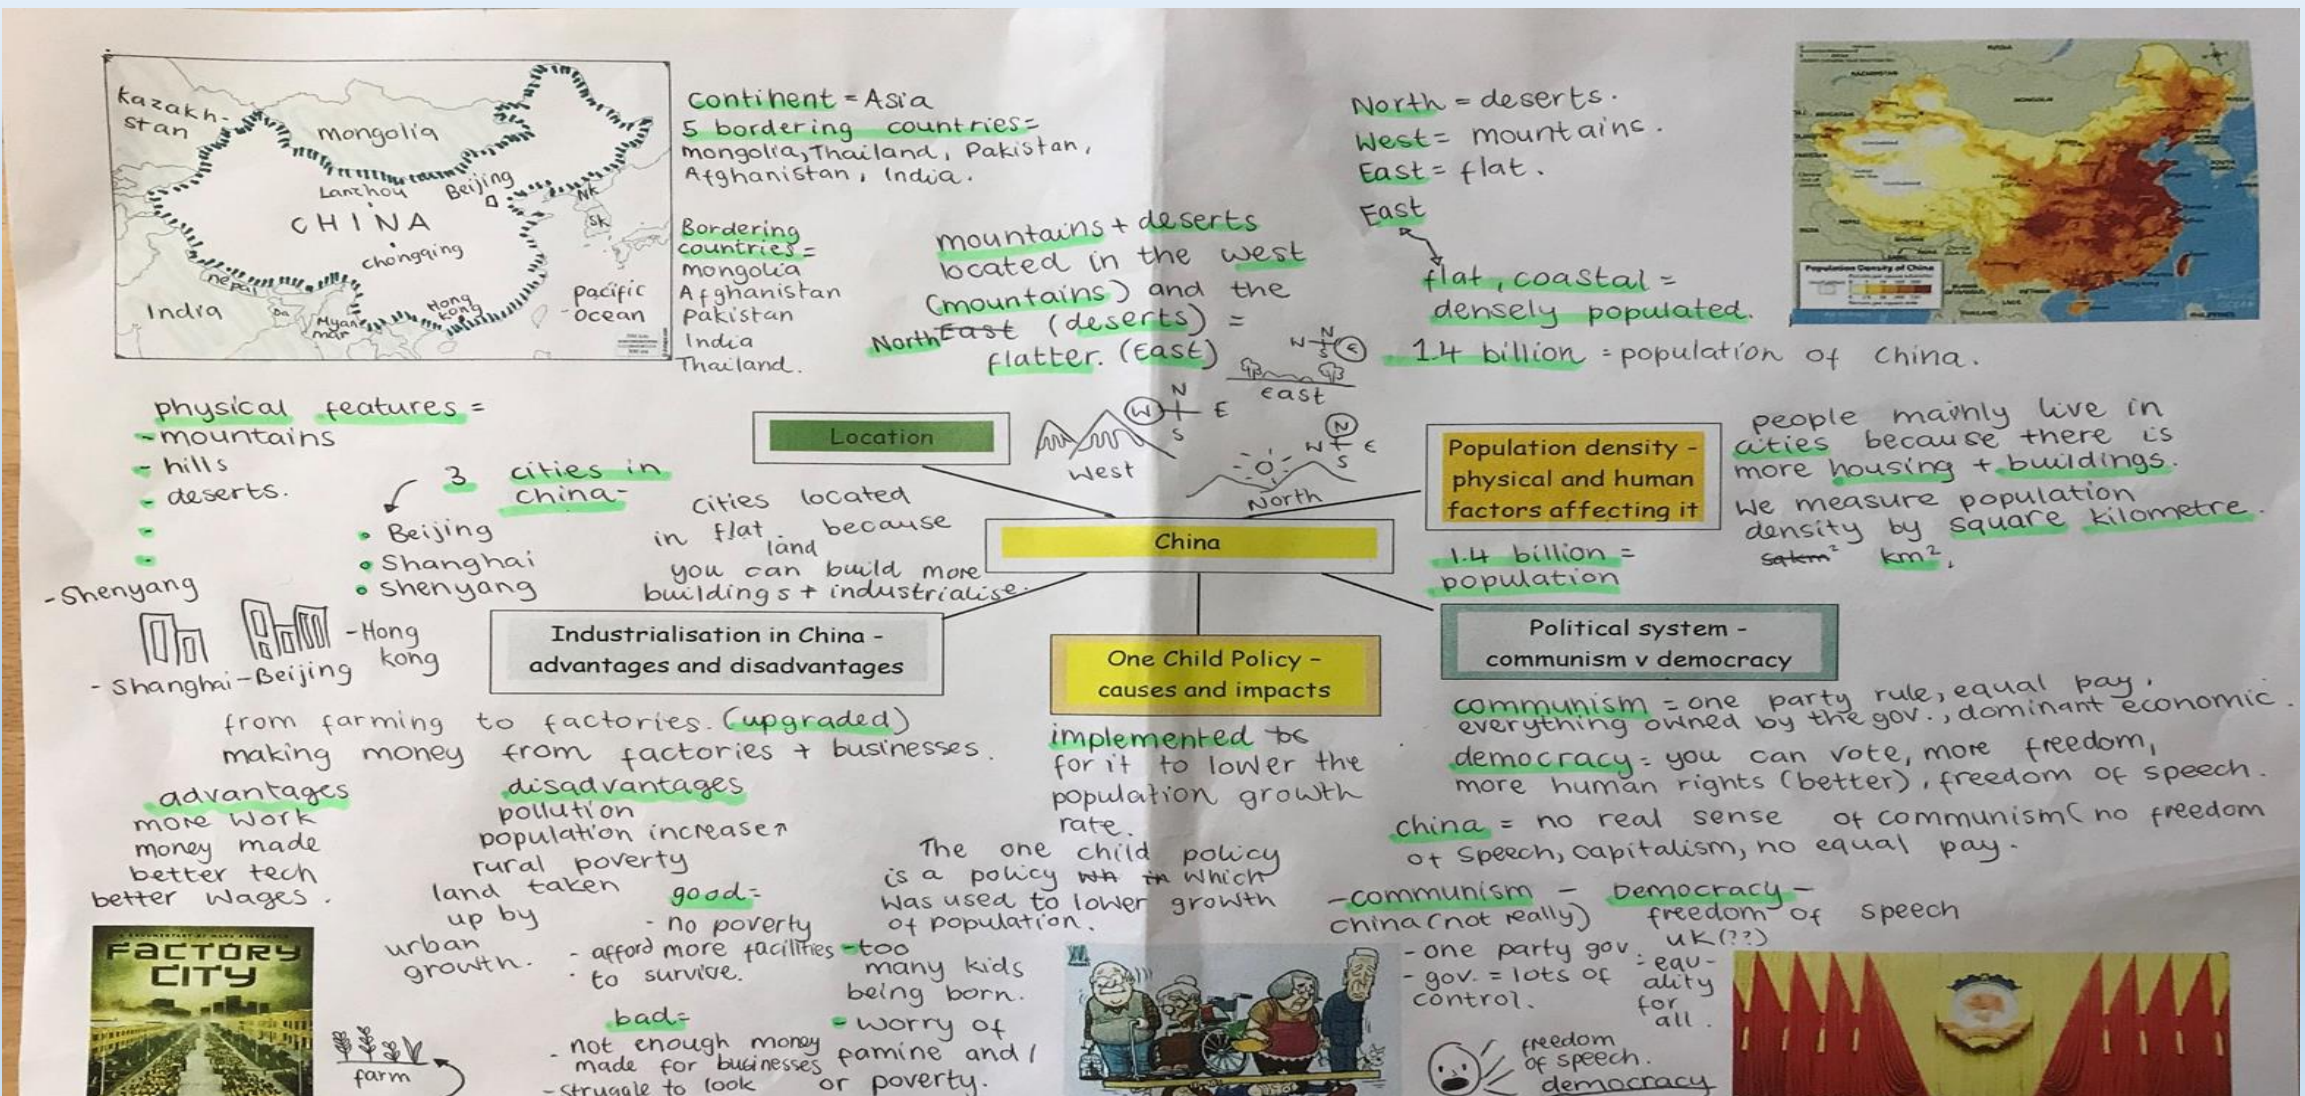 Kazakh-
stan
mongolia
Lanzhou
Beijing
CHINA
chongqing
NK
SK
nepal
India
Myan
mar
Hong
kong
pacific
ocean
continent = Asia
5 bordering countries=
mongolia, Thailand, Pakistan,
Afghanistan, India.
Bordering
countries =
mongolia
Afghanistan
pakistan
India
Thailand.
mountains + deserts
located in the west
(mountains) and the
North East (deserts) =
flatter. (East)
N
W
S
E
east
N
W
E
S
west
N
W
E
S
North
North = deserts.
West = mountains.
East = flat.
East
flat, coastal =
densely populated.
1.4 billion = population of china.
Population Density of China
physical features =
- mountains
- hills
- deserts.
-
-
3 cities in
china-
• Beijing
• Shanghai
• Shenyang
cities located
in flat land because
you can build more
buildings + industrialise.
- Shenyang
- Hong
kong
- Shanghai - Beijing
Location
China
Population density -
physical and human
factors affecting it
people mainly live in
cities because there is
more housing + buildings.
We measure population
density by square kilometre.
sqkm² km².
1.4 billion =
population
Industrialisation in China -
advantages and disadvantages
from farming to factories. (upgraded)
making money from factories + businesses.
advantages
more work
money made
better tech
better wages.
disadvantages
pollution
population increase↑
rural poverty
land taken
up by
urban
growth.
good=
- no poverty
- afford more facilities
to survive.
bad=
- not enough money
made for businesses
- struggle to look
FACTORY
CITY
farm
One Child Policy -
causes and impacts
implemented
for it to lower the
population growth
rate.
The one child policy
is a policy in which
was used to lower growth
of population.
- too
many kids
being born.
- worry of
famine and /
or poverty.
Political system -
communism v democracy
communism = one party rule, equal pay,
everything owned by the gov., dominant economic.
democracy = you can vote, more freedom,
more human rights (better), freedom of speech.
china = no real sense of communism ( no freedom
of speech, capitalism, no equal pay.
- communism -
china (not really)
- one party gov.
- gov. = lots of
control.
Democracy -
freedom of speech
UK (??)
: equ-
ality
for
all.
freedom
of speech.
democracy